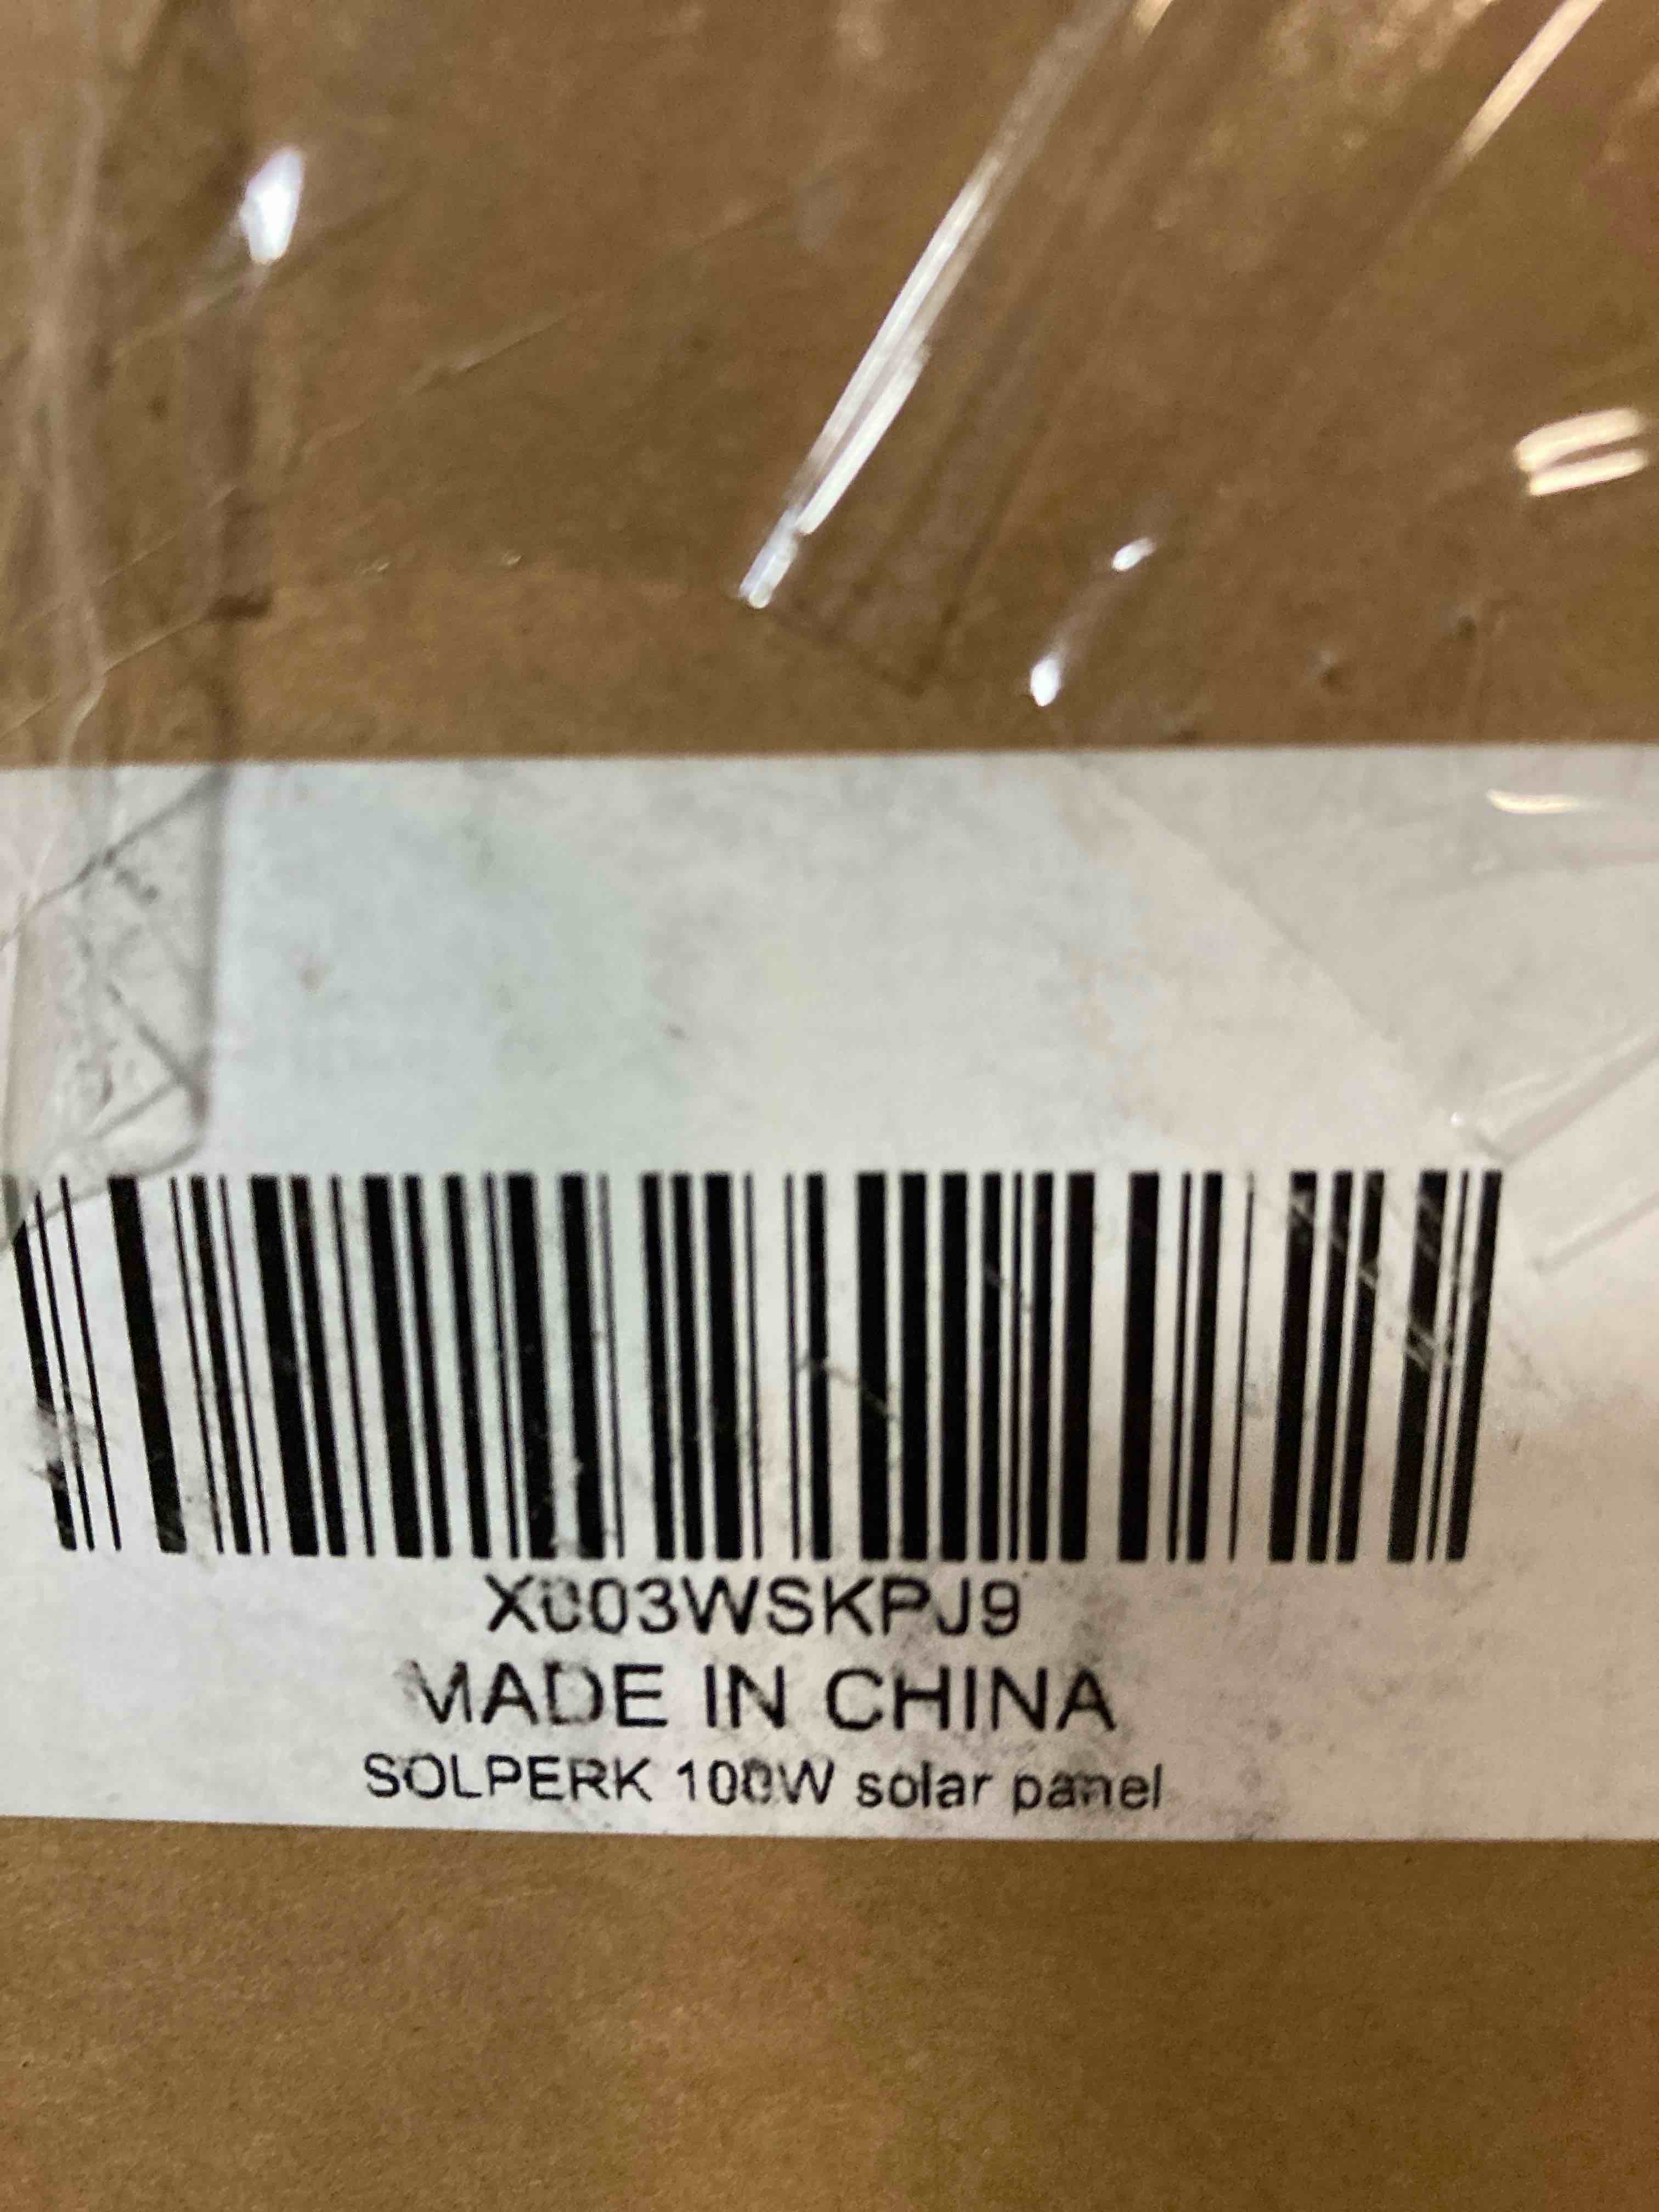 X003WSKPJ9
MADE IN CHINA
SOLPERK 100W solar panel